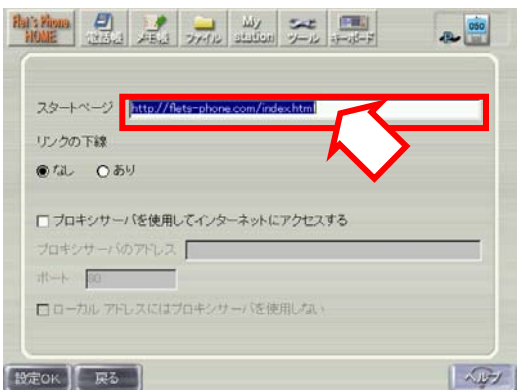 Flet's Phone
HOME
電話帳
メモ帳
ファイル
My
station
ツール
キーボード
050
スタートページ http://flets-phone.com/index.html
リンクの下線
なし あり
プロキシサーバを使用してインターネットにアクセスする
プロキシサーバのアドレス
ポート 80
ローカル アドレスにはプロキシサーバを使用しない
設定OK 戻る ヘルプ